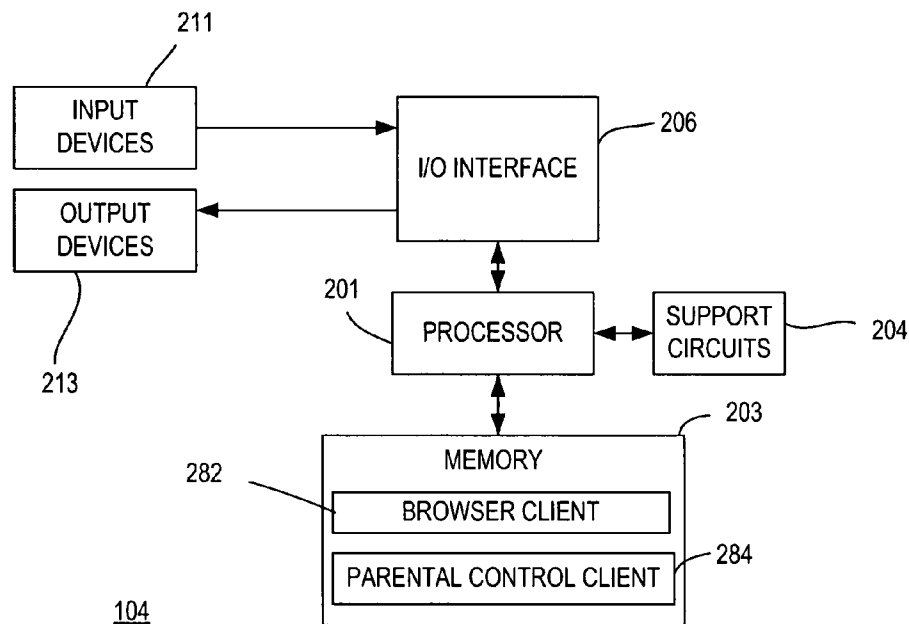 211
INPUT
DEVICES
206
I/O INTERFACE
OUTPUT
DEVICES
213
201
PROCESSOR
SUPPORT
CIRCUITS
204
203
MEMORY
282
BROWSER CLIENT
284
PARENTAL CONTROL CLIENT
104